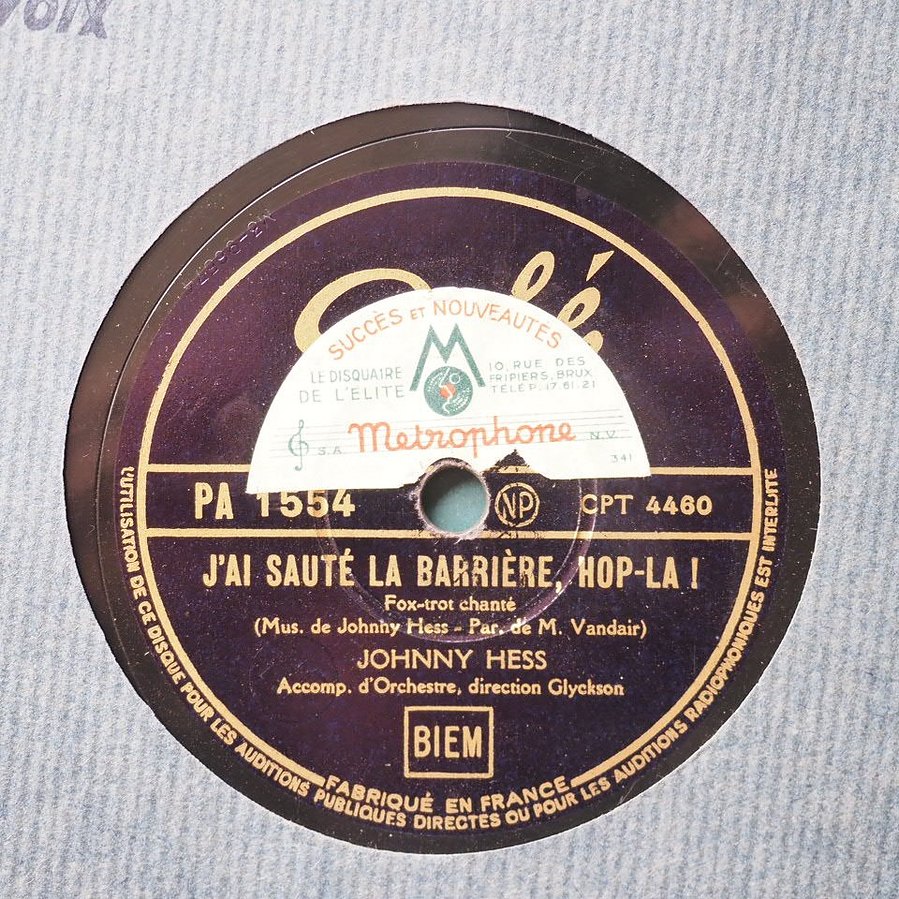 SUCCÈS ET NOUVEAUTES
LE DISQUAIRE
DE L'ELITE
M
10, RUE DES
FRIPIERS, BRUX.
TÉLÉP: 17.61.21
S.A. Metrophone N.V.
341
PA 1554
NP
CPT 4460
J'AI SAUTÉ LA BARRIÈRE, HOP-LA !
Fox-trot chanté
(Mus. de Johnny Hess - Par. de M. Vandair)
JOHNNY HESS
Accomp. d'Orchestre, direction Glyckson
BIEM
FABRIQUÉ EN FRANCE
L'UTILISATION DE CE DISQUE POUR LES AUDITIONS PUBLIQUES DIRECTES OU POUR LES AUDITIONS RADIOPHONIQUES EST INTERDITE